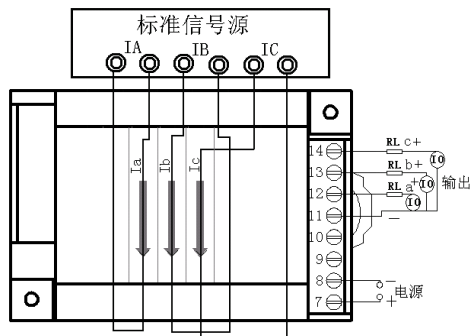 标准信号源
IA IB IC
Ia Ib Ic
14 RL c+ IO
13 RL b+ IO 输出
12 RL a+ IO
11 −
10
9
8 − 电源
7 +